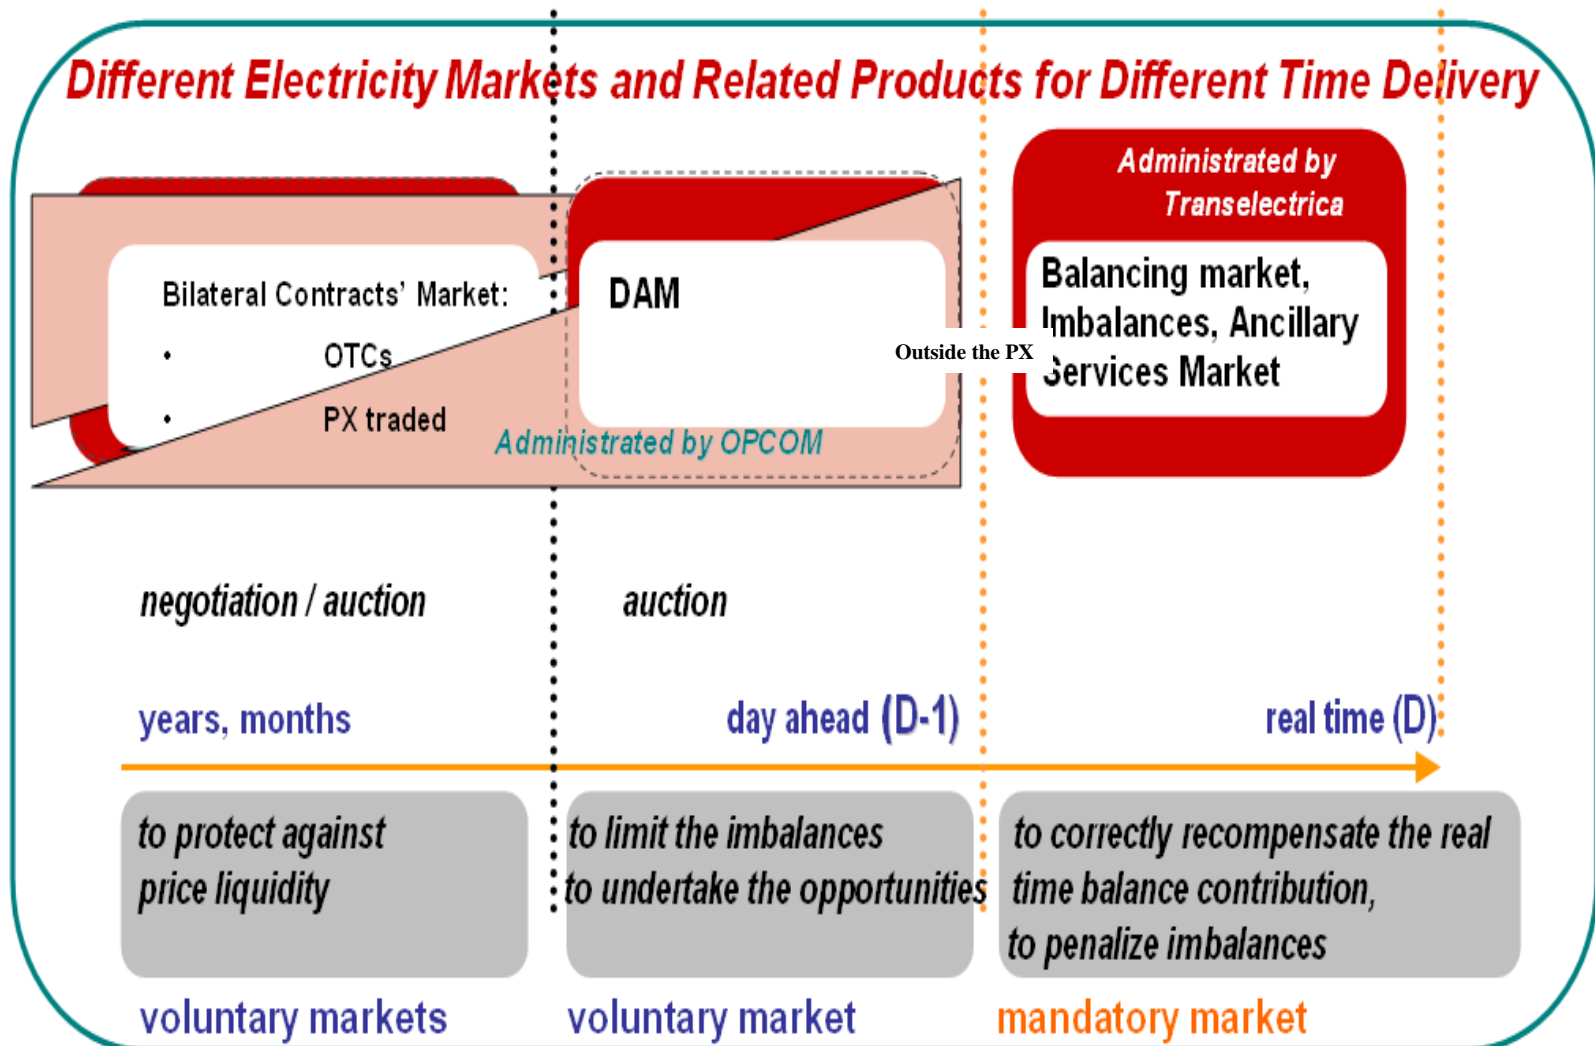 Different Electricity Markets and Related Products for Different Time Delivery
Administrated by
Transelectrica
Bilateral Contracts' Market:
• OTCs
• PX traded
DAM
Outside the PX
Balancing market,
Imbalances, Ancillary
Services Market
Administrated by OPCOM
negotiation / auction
auction
years, months
day ahead (D-1)
real time (D)
to protect against
price liquidity
to limit the imbalances
to undertake the opportunities
to correctly recompensate the real
time balance contribution,
to penalize imbalances
voluntary markets
voluntary market
mandatory market